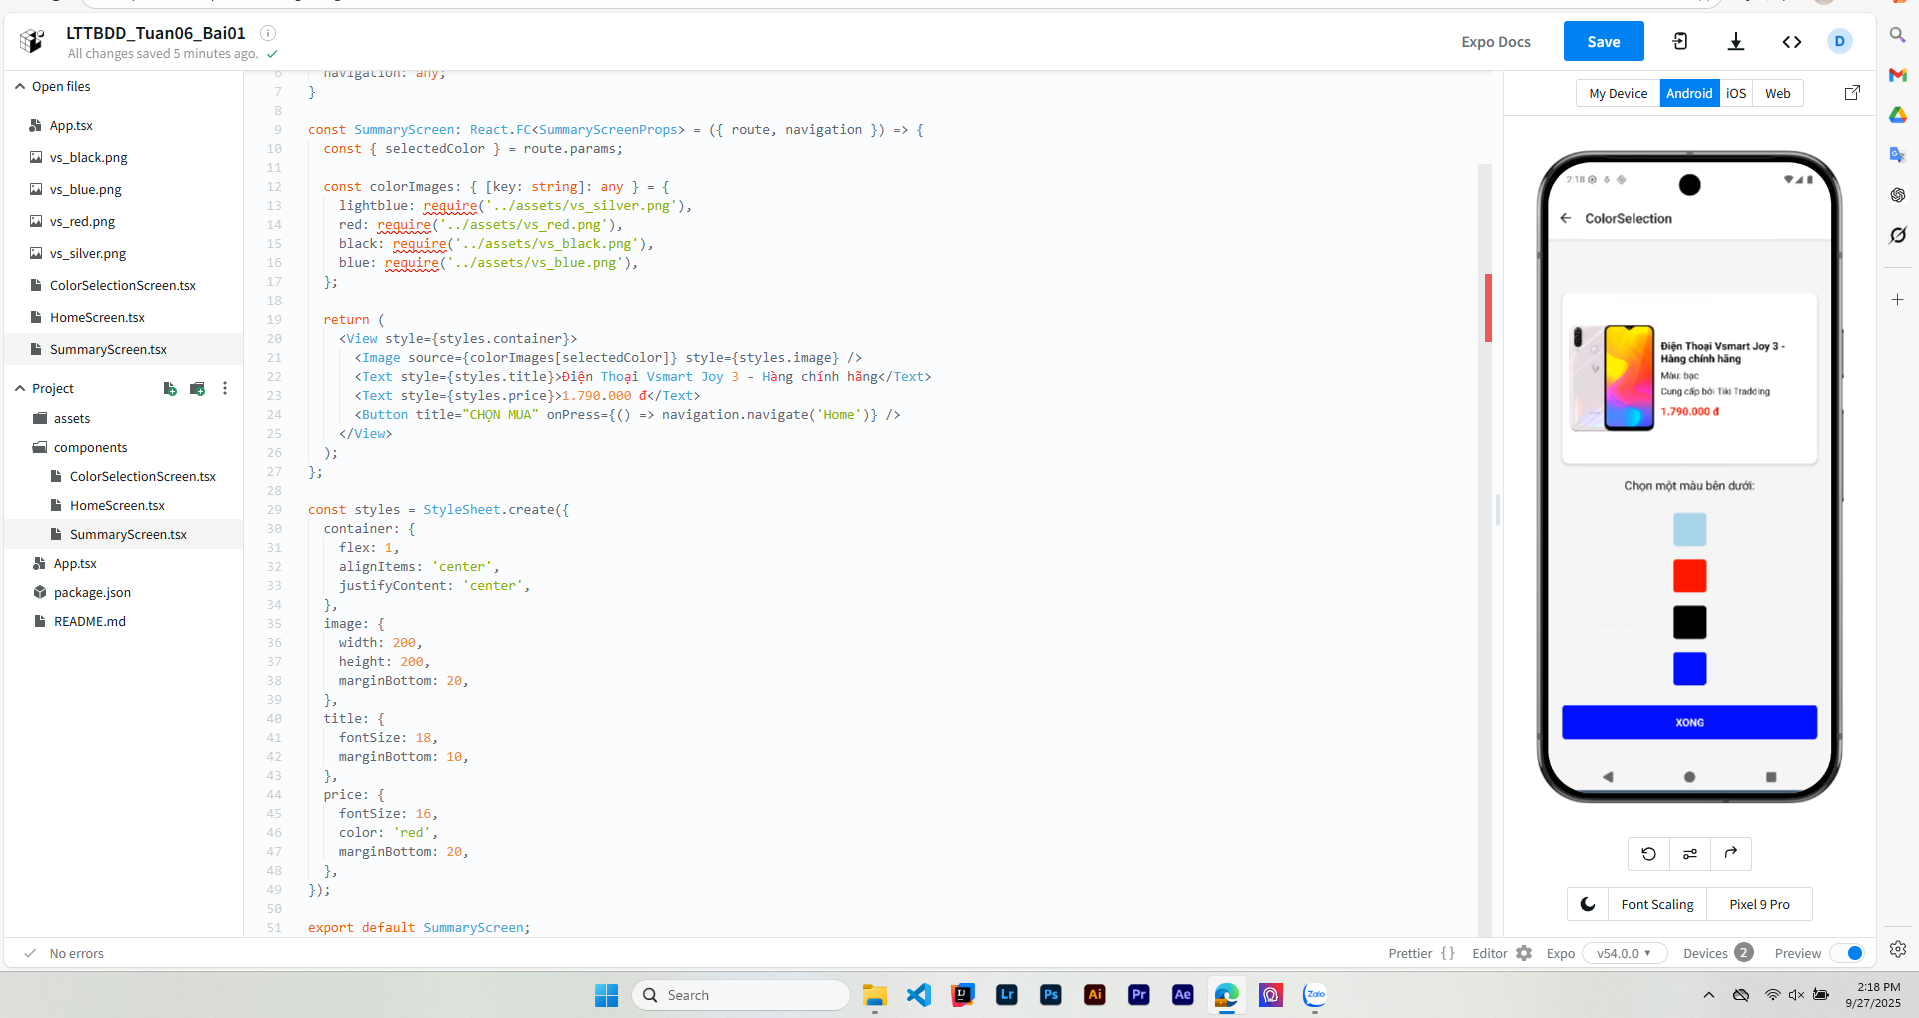 LTTBDD_Tuan06_Bai01
All changes saved 5 minutes ago.
Expo Docs
Save
D
Open files
App.tsx
vs_black.png
vs_blue.png
vs_red.png
vs_silver.png
ColorSelectionScreen.tsx
HomeScreen.tsx
SummaryScreen.tsx
Project
assets
components
ColorSelectionScreen.tsx
HomeScreen.tsx
SummaryScreen.tsx
App.tsx
package.json
README.md
6 navigation: any;
7 }
8
9 const SummaryScreen: React.FC<SummaryScreenProps> = ({ route, navigation }) => {
10 const { selectedColor } = route.params;
11
12 const colorImages: { [key: string]: any } = {
13 lightblue: require('../assets/vs_silver.png'),
14 red: require('../assets/vs_red.png'),
15 black: require('../assets/vs_black.png'),
16 blue: require('../assets/vs_blue.png'),
17 };
18
19 return (
20 <View style={styles.container}>
21 <Image source={colorImages[selectedColor]} style={styles.image} />
22 <Text style={styles.title}>Điện Thoại Vsmart Joy 3 - Hàng chính hãng</Text>
23 <Text style={styles.price}>1.790.000 đ</Text>
24 <Button title="CHỌN MUA" onPress={() => navigation.navigate('Home')} />
25 </View>
26 );
27 };
28
29 const styles = StyleSheet.create({
30 container: {
31 flex: 1,
32 alignItems: 'center',
33 justifyContent: 'center',
34 },
35 image: {
36 width: 200,
37 height: 200,
38 marginBottom: 20,
39 },
40 title: {
41 fontSize: 18,
42 marginBottom: 10,
43 },
44 price: {
45 fontSize: 16,
46 color: 'red',
47 marginBottom: 20,
48 },
49 });
50
51 export default SummaryScreen;
My Device Android iOS Web
2:18
ColorSelection
Điện Thoại Vsmart Joy 3 -
Hàng chính hãng
Màu: bạc
Cung cấp bởi Tiki Tradding
1.790.000 đ
Chọn một màu bên dưới:
XONG
Font Scaling
Pixel 9 Pro
No errors
Prettier {} Editor Expo v54.0.0 Devices 2 Preview
Search
Lr
Ps
Ai
Pr
Ae
Zalo
2:18 PM
9/27/2025